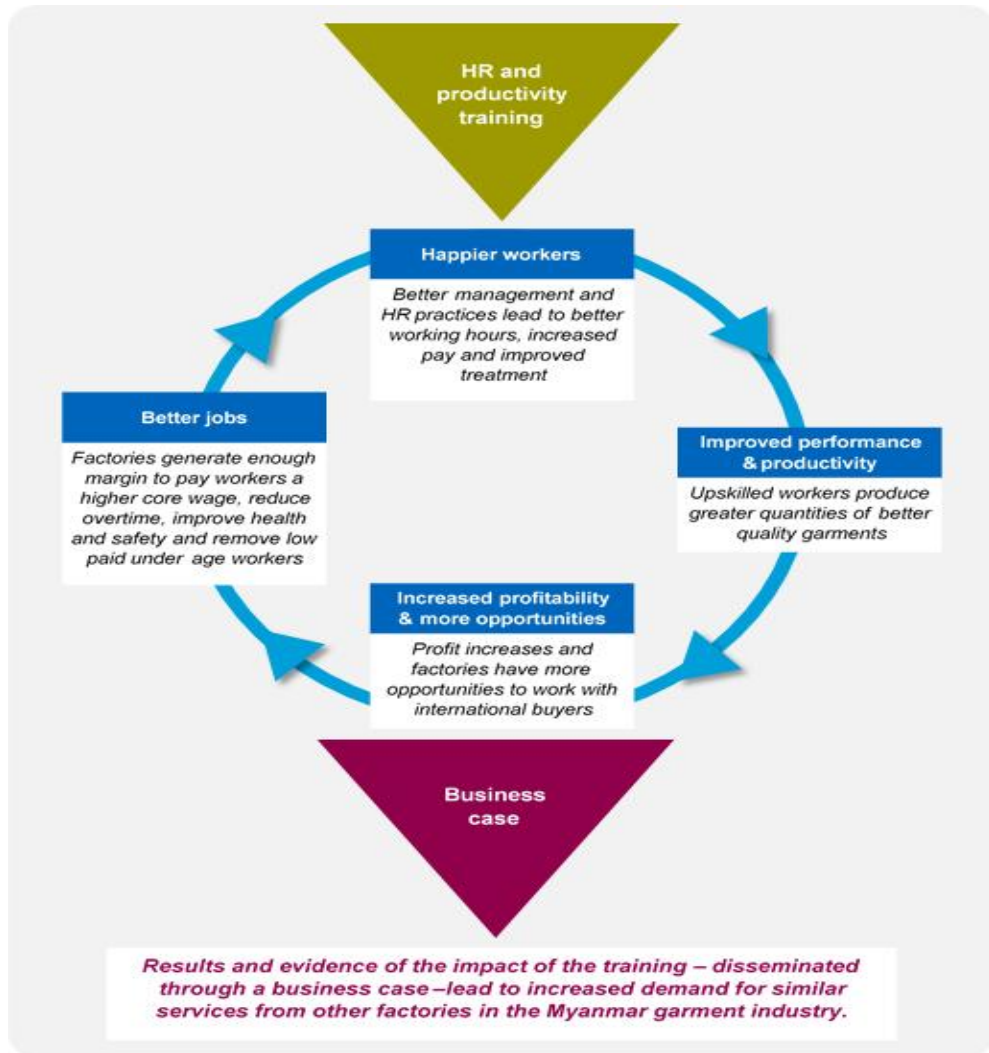 HR and
productivity
training
Happier workers
Better management and
HR practices lead to better
working hours, increased
pay and improved
treatment
Improved performance
& productivity
Upskilled workers produce
greater quantities of better
quality garments
Increased profitability
& more opportunities
Profit increases and
factories have more
opportunities to work with
international buyers
Better jobs
Factories generate enough
margin to pay workers a
higher core wage, reduce
overtime, improve health
and safety and remove low
paid under age workers
Business
case
Results and evidence of the impact of the training – disseminated
through a business case –lead to increased demand for similar
services from other factories in the Myanmar garment industry.